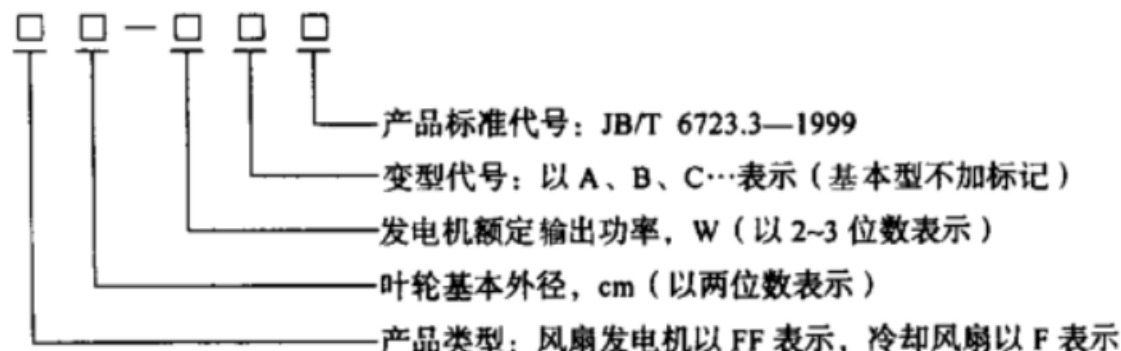 □ □ — □ □ □
产品标准代号：JB/T 6723.3—1999
变型代号：以 A、B、C…表示（基本型不加标记）
发电机额定输出功率，W（以 2~3 位数表示）
叶轮基本外径，cm（以两位数表示）
产品类型：风扇发电机以 FF 表示，冷却风扇以 F 表示